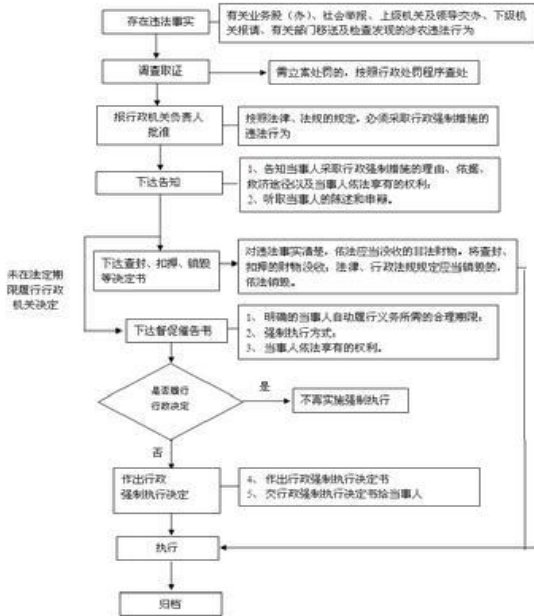 存在违法事实
有关业务股（办）、社会举报、上级机关及领导交办、下级机
关报请、有关部门移送及检查发现的涉农违法行为
调查取证
需立案处罚的，按照行政处罚程序查处
报行政机关负责人
批准
按照法律、法规的规定，必须采取行政强制措施的
违法行为
下达告知
1、告知当事人采取行政强制措施的理由、依据、
救济途径以及当事人依法享有的权利；
2、听取当事人的陈述和申辩。
未在法定期
限履行行政
机关决定
下达查封、扣押、销毁
等决定书
对违法事实清楚，依法应当没收的非法财物，将查封、
扣押的财物没收；法律、行政法规规定应当销毁的，
依法销毁。
下达督促催告书
1、 明确的当事人自动履行义务所需的合理期限；
2、 强制执行方式；
3、 当事人依法享有的权利。
是否履行
行政决定
是
不再实施强制执行
否
作出行政
强制执行决定
4、 作出行政强制执行决定书
5、 交行政强制执行决定书给当事人
执行
归档